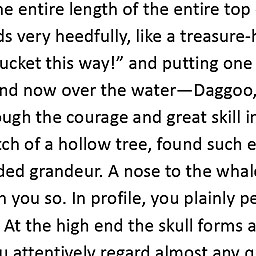 he entire length of the entire top
ds very heedfully, like a treasure-h
ucket this way!” and putting one
nd now over the water—Daggoo,
ough the courage and great skill in
tch of a hollow tree, found such e
ded grandeur. A nose to the whal
n you so. In profile, you plainly pe
At the high end the skull forms a
u attentively regard almost any q